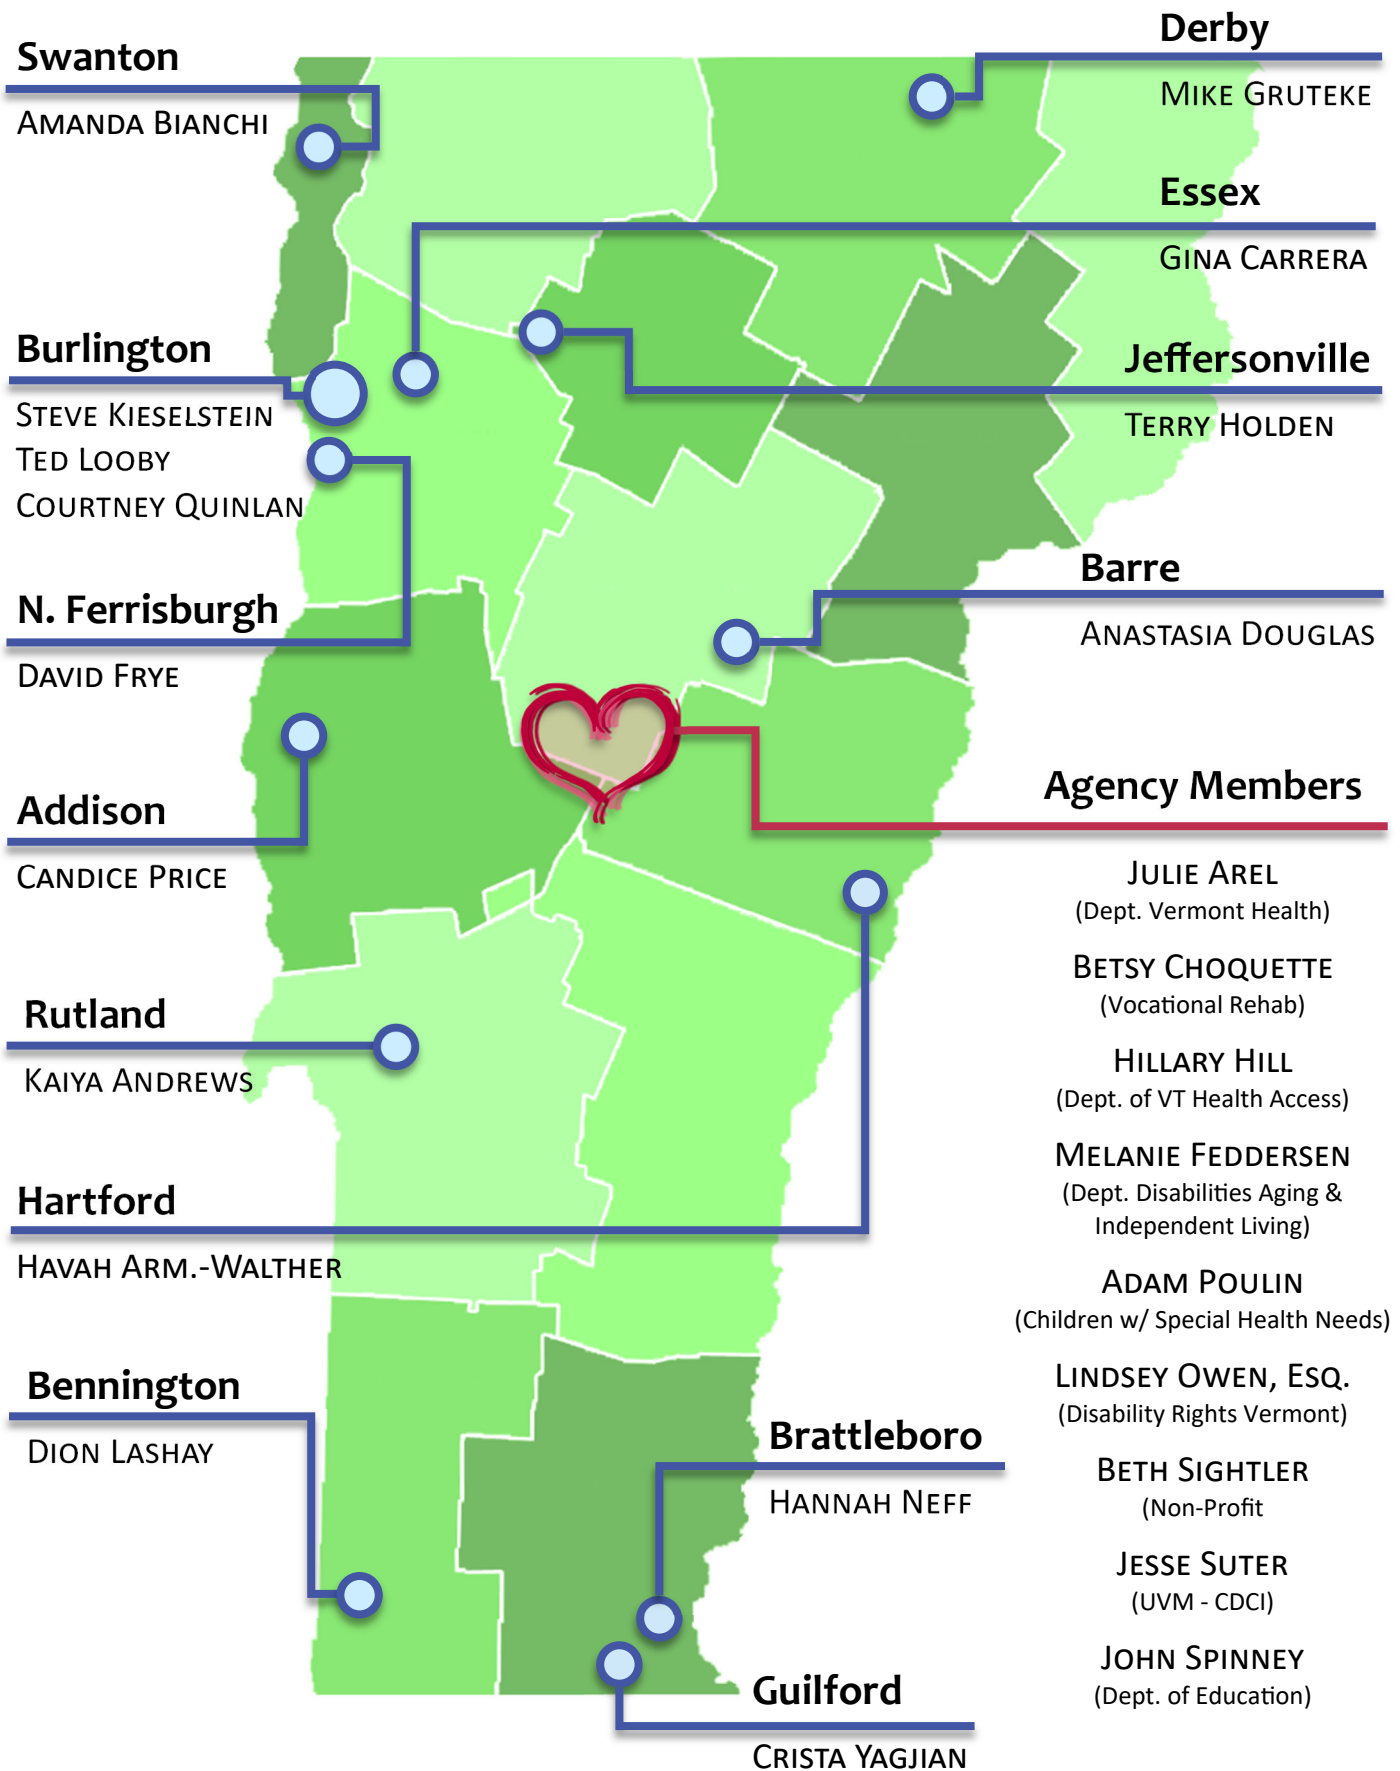 Swanton
AMANDA BIANCHI
Burlington
STEVE KIESELSTEIN
TED LOOBY
COURTNEY QUINLAN
N. Ferrisburgh
DAVID FRYE
Addison
CANDICE PRICE
Rutland
KAIYA ANDREWS
Hartford
HAVAH ARM.-WALTHER
Bennington
DION LASHAY
Derby
MIKE GRUTEKE
Essex
GINA CARRERA
Jeffersonville
TERRY HOLDEN
Barre
ANASTASIA DOUGLAS
Agency Members
JULIE AREL
(Dept. Vermont Health)
BETSY CHOQUETTE
(Vocational Rehab)
HILLARY HILL
(Dept. of VT Health Access)
MELANIE FEDDERSEN
(Dept. Disabilities Aging &
Independent Living)
ADAM POULIN
(Children w/ Special Health Needs)
LINDSEY OWEN, ESQ.
(Disability Rights Vermont)
BETH SIGHTLER
(Non-Profit
JESSE SUTER
(UVM - CDCI)
JOHN SPINNEY
(Dept. of Education)
Brattleboro
HANNAH NEFF
Guilford
CRISTA YAGJIAN